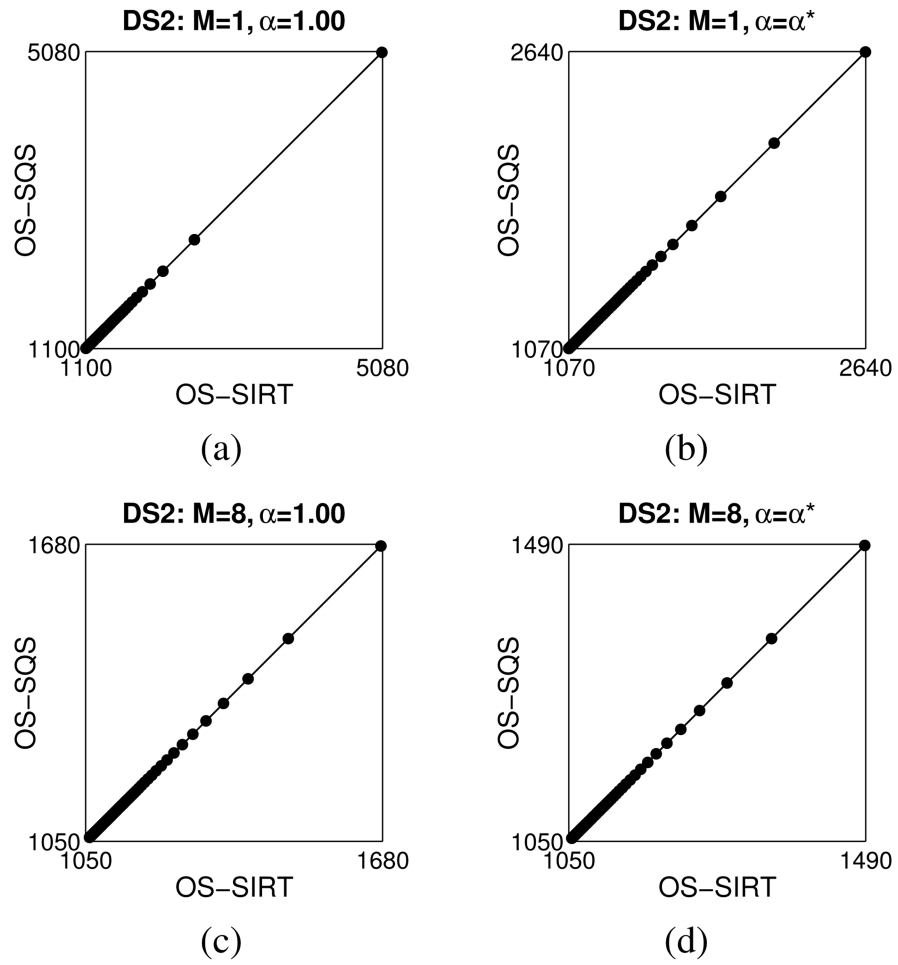 DS2: M=1, α=1.00
5080
OS−SQS
1100
1100
5080
OS−SIRT
(a)
DS2: M=1, α=α*
2640
OS−SQS
1070
1070
2640
OS−SIRT
(b)
DS2: M=8, α=1.00
1680
OS−SQS
1050
1050
1680
OS−SIRT
(c)
DS2: M=8, α=α*
1490
OS−SQS
1050
1050
1490
OS−SIRT
(d)